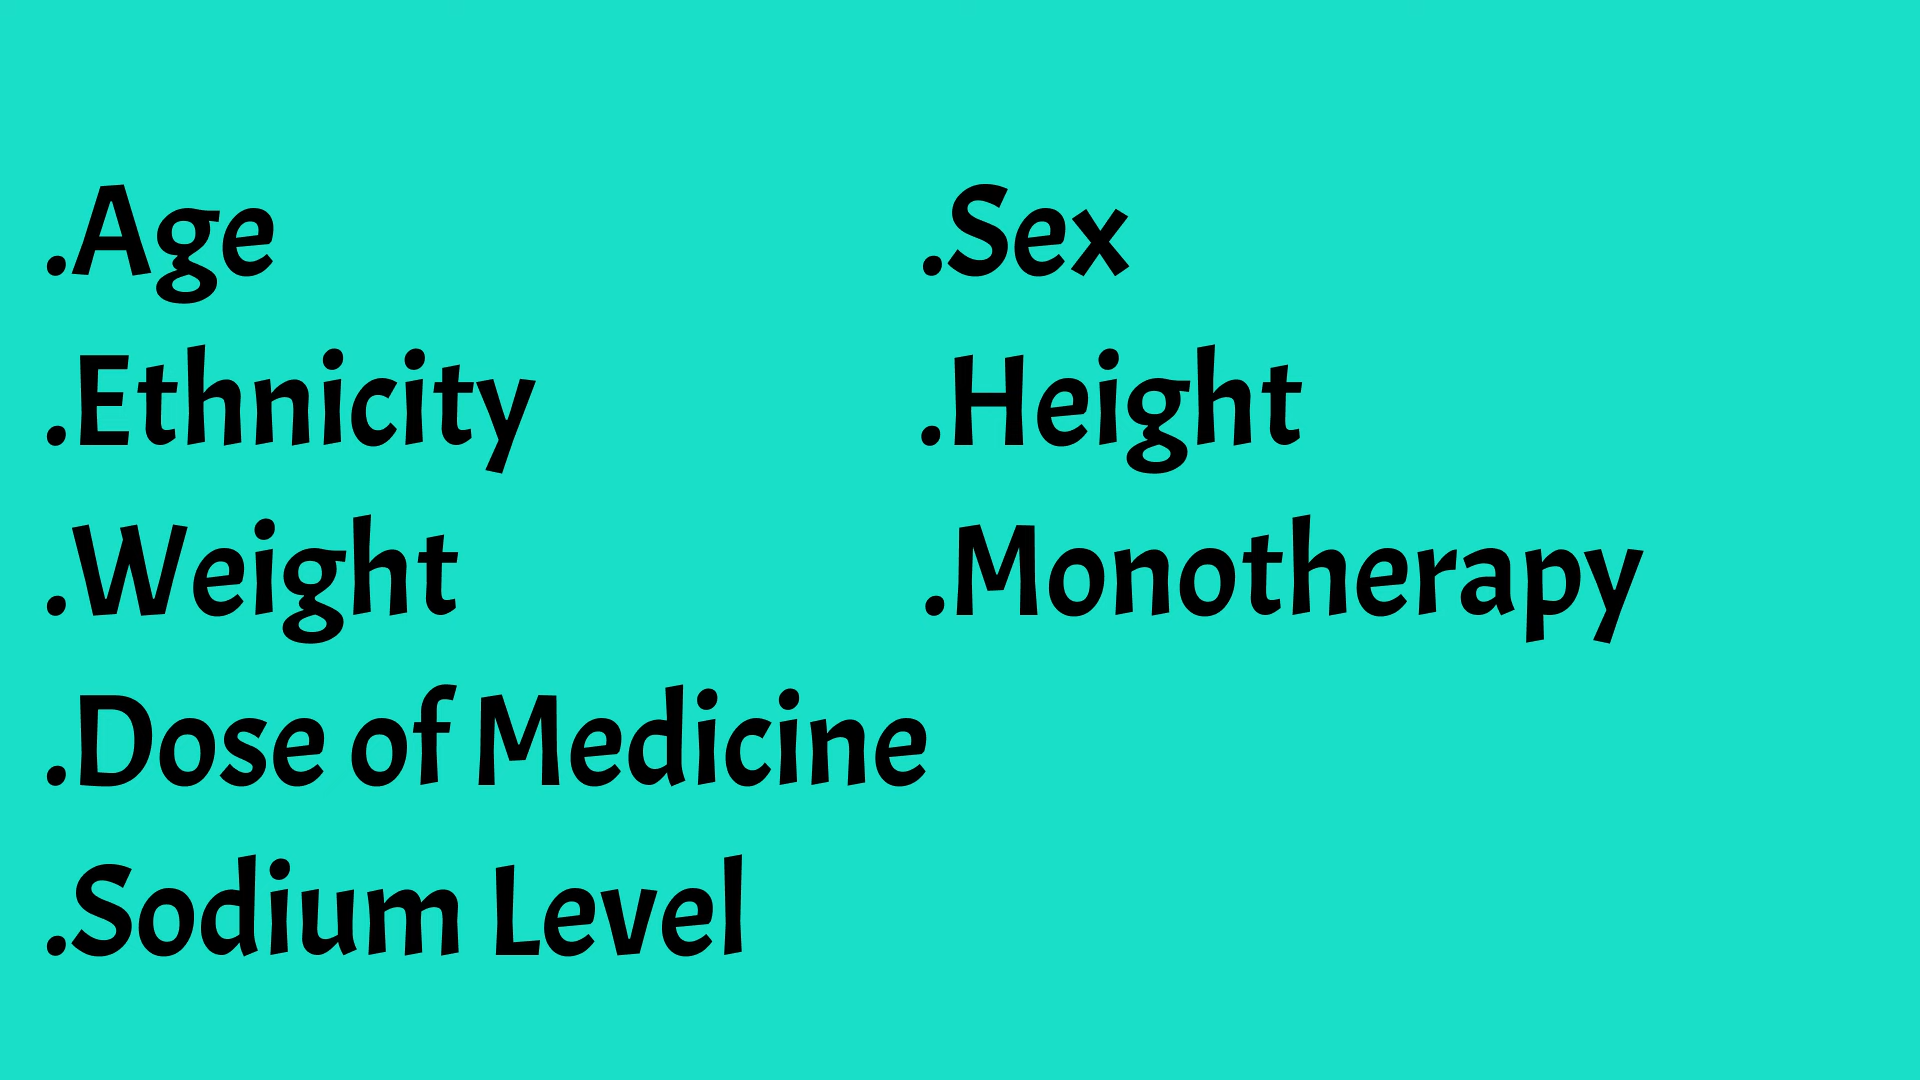 .Age .Sex
.Ethnicity .Height
.Weight .Monotherapy
.Dose of Medicine
.Sodium Level